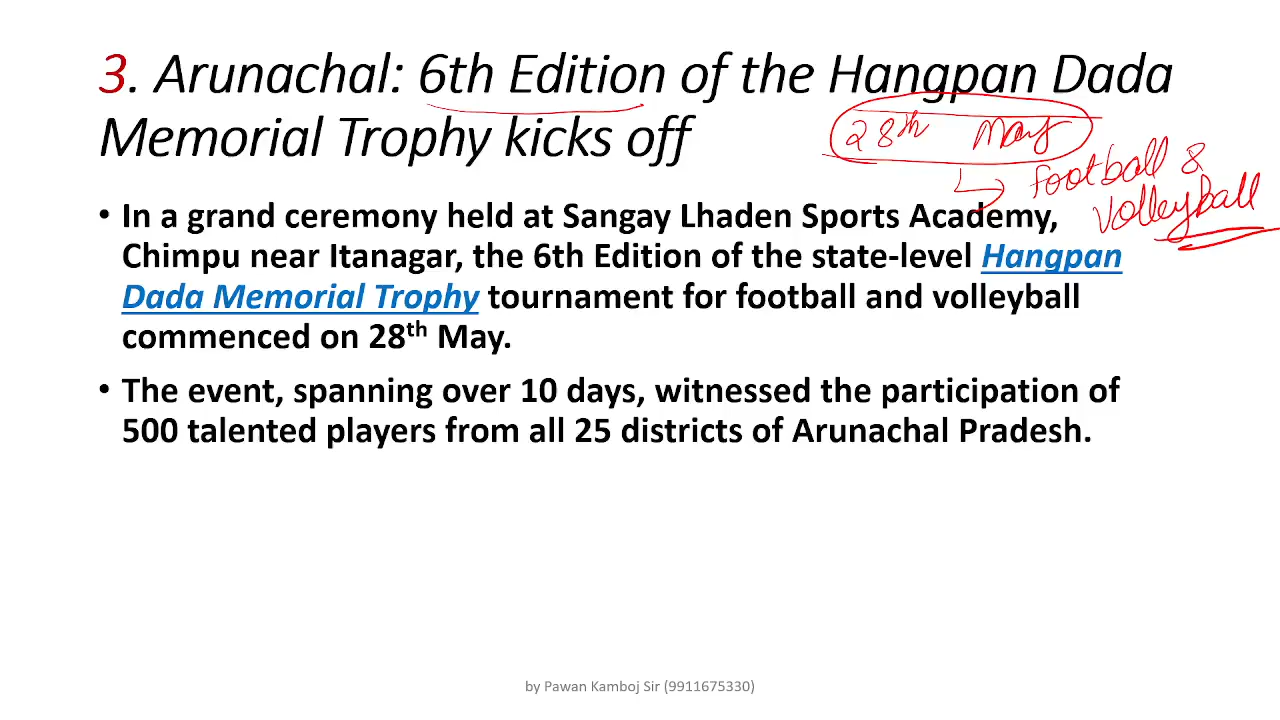 3. Arunachal: 6th Edition of the Hangpan Dada
Memorial Trophy kicks off
28th May
football &
volleyball
• In a grand ceremony held at Sangay Lhaden Sports Academy,
Chimpu near Itanagar, the 6th Edition of the state-level Hangpan
Dada Memorial Trophy tournament for football and volleyball
commenced on 28th May.
• The event, spanning over 10 days, witnessed the participation of
500 talented players from all 25 districts of Arunachal Pradesh.
by Pawan Kamboj Sir (9911675330)